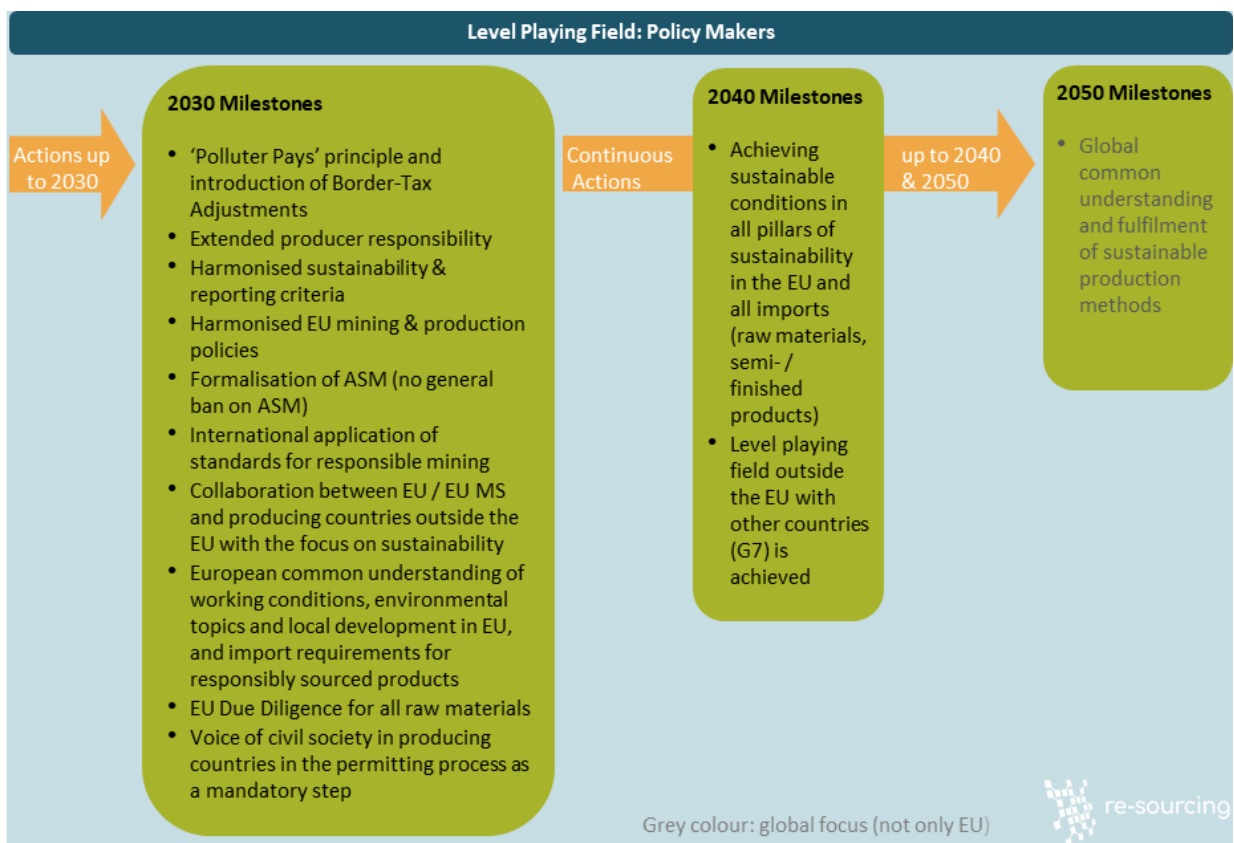 Level Playing Field: Policy Makers
Actions up
to 2030
2030 Milestones
• ‘Polluter Pays’ principle and
introduction of Border-Tax
Adjustments
• Extended producer responsibility
• Harmonised sustainability &
reporting criteria
• Harmonised EU mining & production
policies
• Formalisation of ASM (no general
ban on ASM)
• International application of
standards for responsible mining
• Collaboration between EU / EU MS
and producing countries outside the
EU with the focus on sustainability
• European common understanding of
working conditions, environmental
topics and local development in EU,
and import requirements for
responsibly sourced products
• EU Due Diligence for all raw materials
• Voice of civil society in producing
countries in the permitting process as
a mandatory step
Continuous
Actions
2040 Milestones
• Achieving
sustainable
conditions in
all pillars of
sustainability
in the EU and
all imports
(raw materials,
semi- /
finished
products)
• Level playing
field outside
the EU with
other countries
(G7) is
achieved
up to 2040
& 2050
2050 Milestones
• Global
common
understanding
and fulfilment
of sustainable
production
methods
Grey colour: global focus (not only EU)
re-sourcing